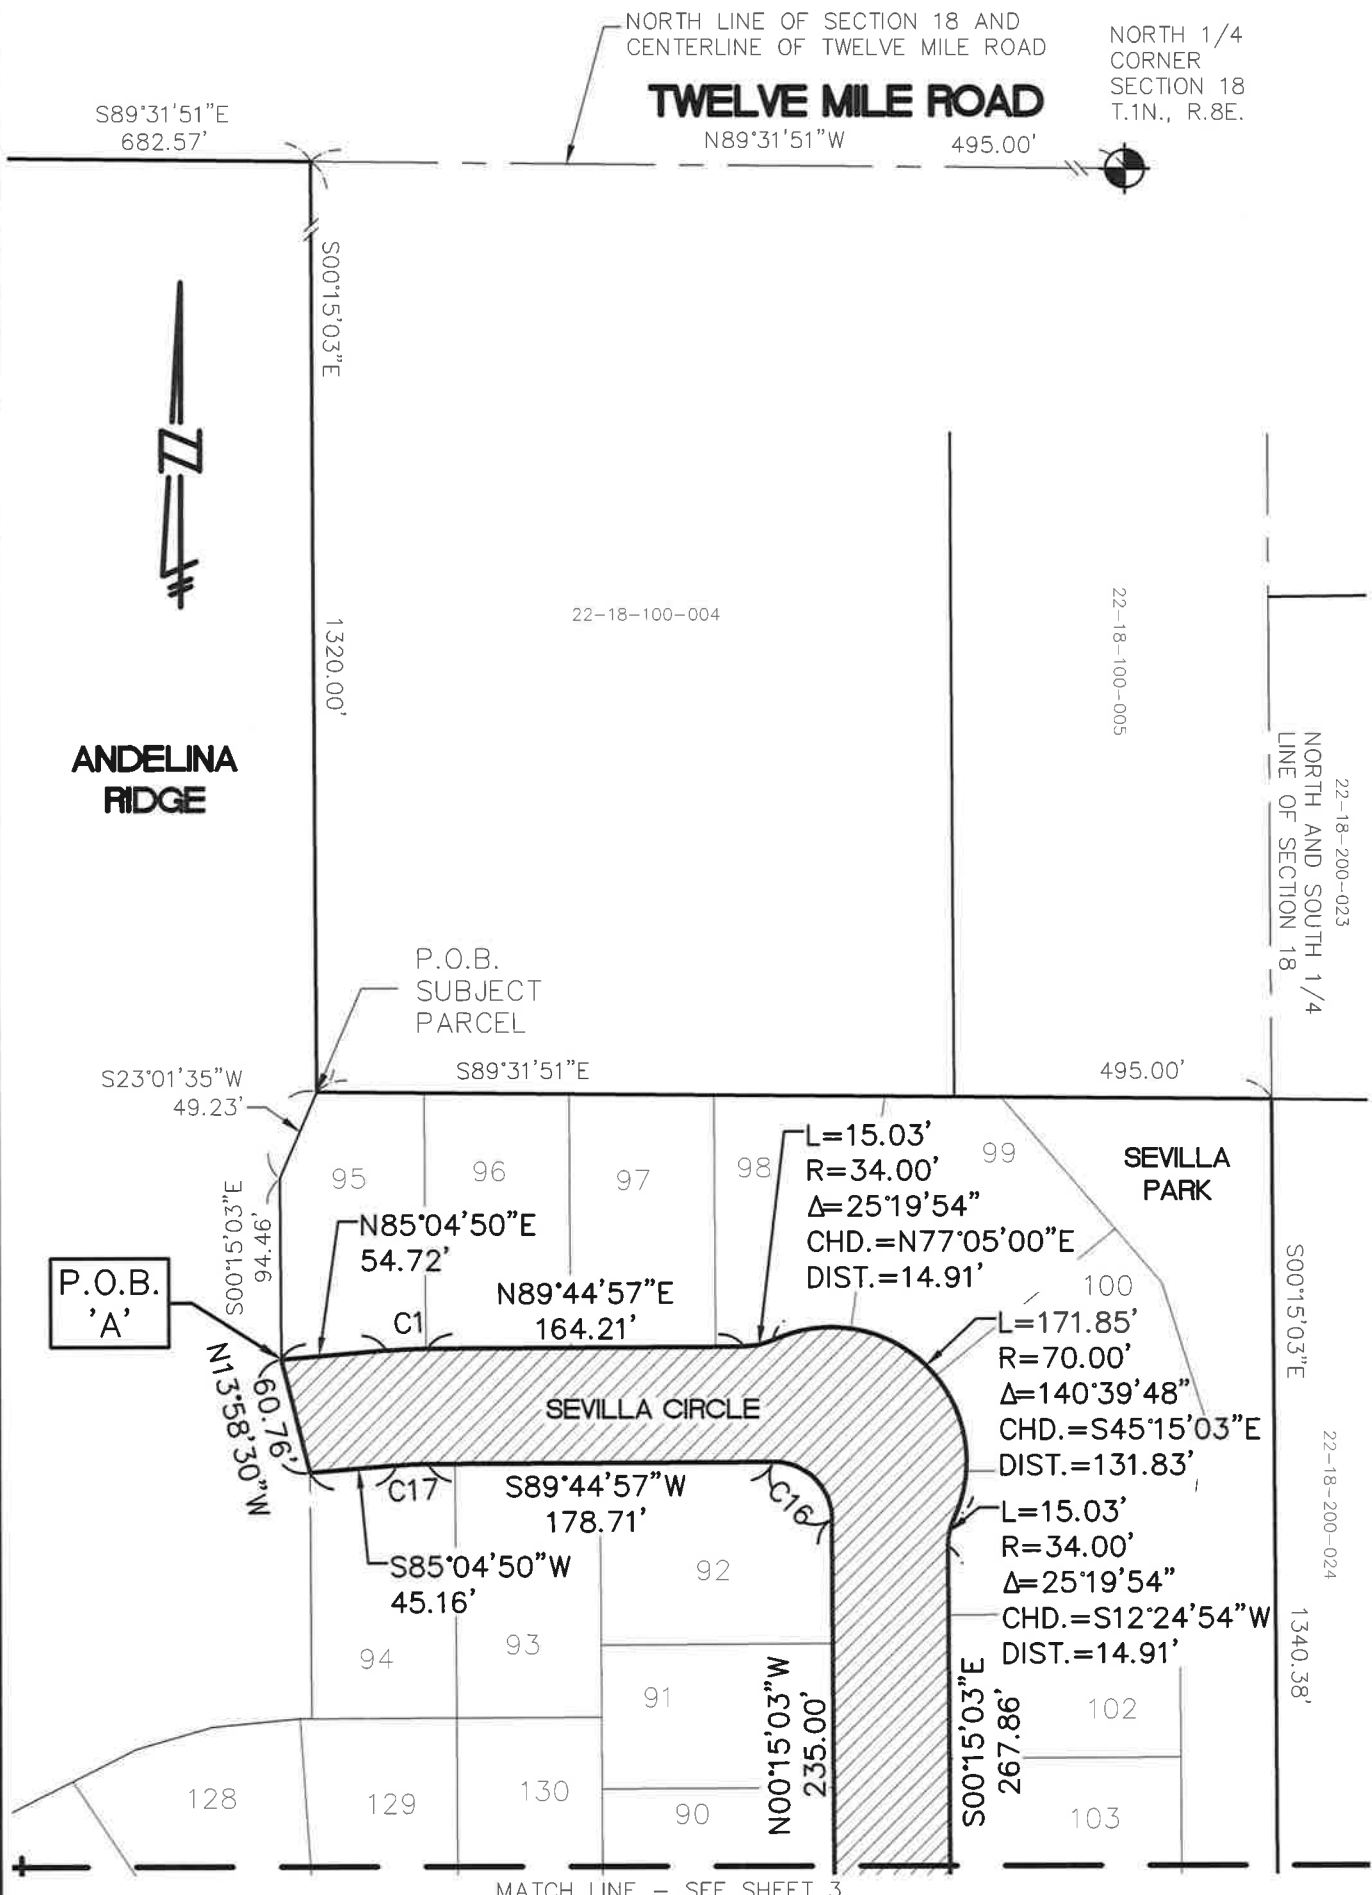 NORTH LINE OF SECTION 18 AND
CENTERLINE OF TWELVE MILE ROAD
NORTH 1/4
CORNER
SECTION 18
T.1N., R.8E.
TWELVE MILE ROAD
S89°31'51"E
682.57'
N89°31'51"W
495.00'
S00°15'03"E
1320.00'
22-18-100-004
22-18-100-005
22-18-200-023
NORTH AND SOUTH 1/4
LINE OF SECTION 18
N
ANDELINA
RIDGE
P.O.B.
SUBJECT
PARCEL
S23°01'35"W
49.23'
S89°31'51"E
495.00'
95
96
97
98
99
100
SEVILLA
PARK
L=15.03'
R=34.00'
Δ=25°19'54"
CHD.=N77°05'00"E
DIST.=14.91'
S00°15'03"E
94.46'
N85°04'50"E
54.72'
P.O.B.
'A'
C1
N89°44'57"E
164.21'
L=171.85'
R=70.00'
Δ=140°39'48"
CHD.=S45°15'03"E
DIST.=131.83'
N13°58'30"W
60.76'
SEVILLA CIRCLE
C17
S89°44'57"W
178.71'
C16
S85°04'50"W
45.16'
L=15.03'
R=34.00'
Δ=25°19'54"
CHD.=S12°24'54"W
DIST.=14.91'
S00°15'03"E
1340.38'
22-18-200-024
92
94
93
91
N00°15'03"W
235.00'
S00°15'03"E
267.86'
102
128
129
130
90
103
MATCH LINE - SEE SHEET 3